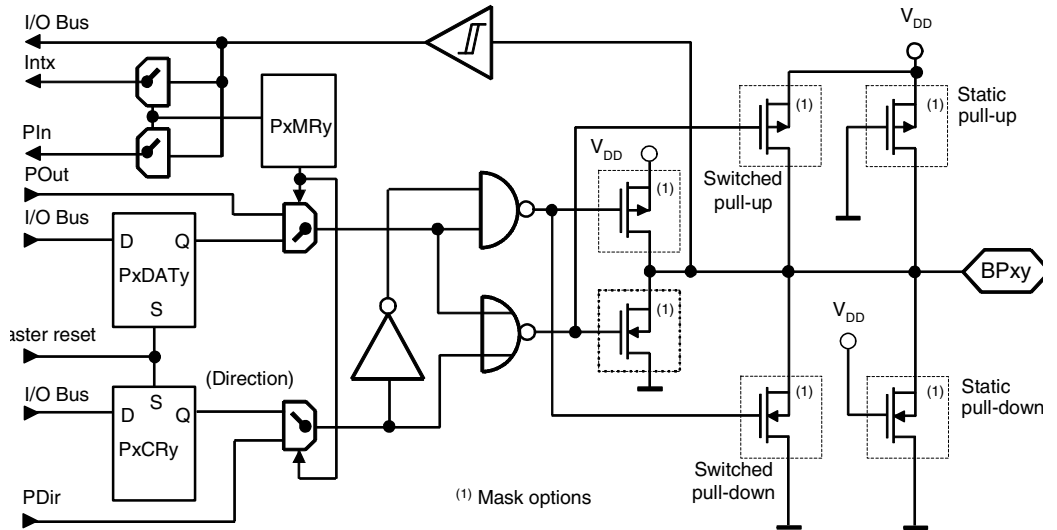 I/O Bus
Intx
PIn
POut
I/O Bus
D Q
PxDATy
S
aster reset
I/O Bus
(Direction)
S
D Q
PxCRy
PDir
PxMRy
VDD
(1)
(1)
Switched
pull-up
(1)
VDD
(1)
Static
pull-up
BPxy
VDD
(1)
Switched
pull-down
(1)
Static
pull-down
(1) Mask options